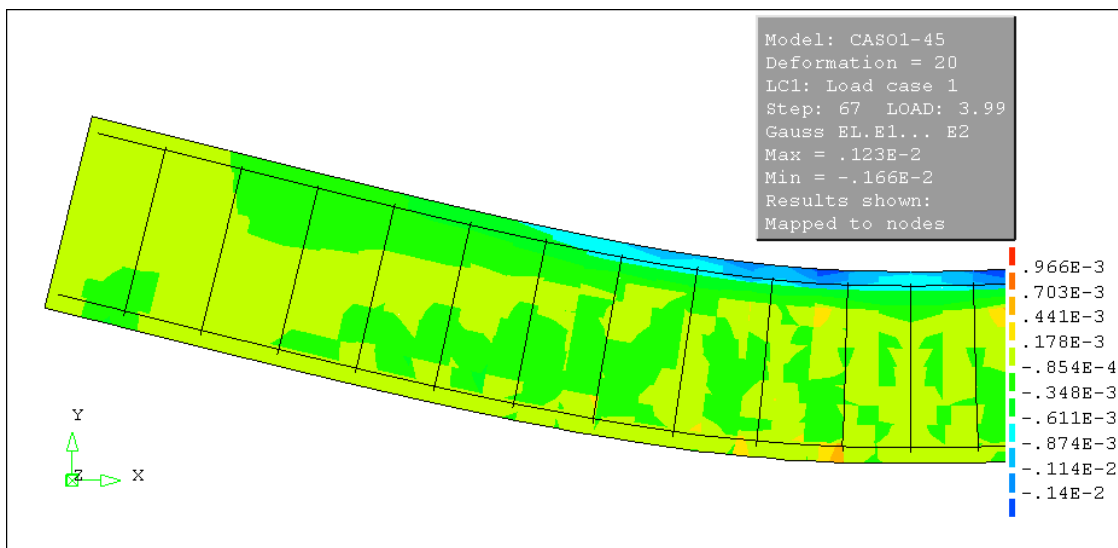 Model: CASO1-45
Deformation = 20
LC1: Load case 1
Step: 67 LOAD: 3.99
Gauss EL.E1... E2
Max = .123E-2
Min = -.166E-2
Results shown:
Mapped to nodes
.966E-3
.703E-3
.441E-3
.178E-3
-.854E-4
-.348E-3
-.611E-3
-.874E-3
-.114E-2
-.14E-2
Y
Z
X